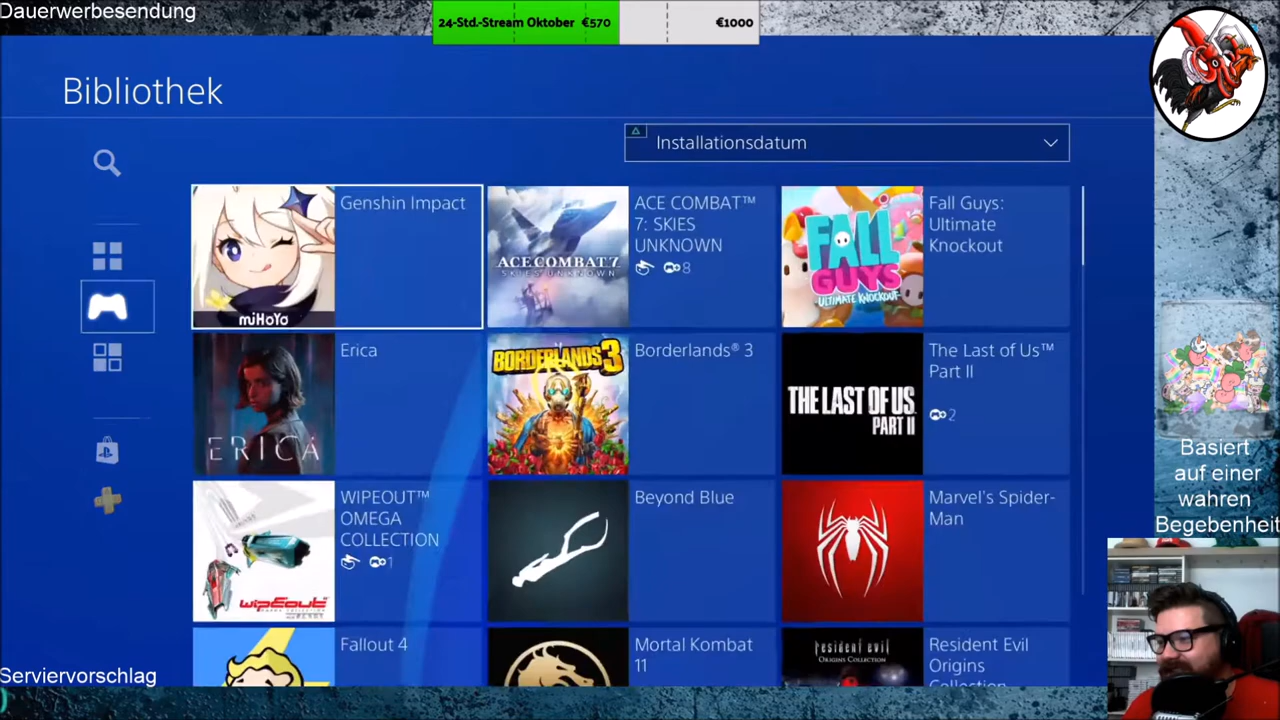 Dauerwerbesendung
24-Std.-Stream Oktober €570
€1000
Bibliothek
Installationsdatum
miHoYo
Genshin Impact
ACE COMBAT 7
SKIES UNKNOWN
ACE COMBAT™
7: SKIES
UNKNOWN
8
FALL
GUYS
ULTIMATE KNOCKOUT
Fall Guys:
Ultimate
Knockout
ERICA
Erica
BORDERLANDS 3
Borderlands® 3
THE LAST OF US
PART II
The Last of Us™
Part II
2
wipEout
WIPEOUT™
OMEGA
COLLECTION
1
Beyond Blue
Marvel's Spider-
Man
Fallout 4
Mortal Kombat
11
resident evil
ORIGINS COLLECTION
Resident Evil
Origins
Collection
Basiert
auf einer
wahren
Begebenheit
Serviervorschlag